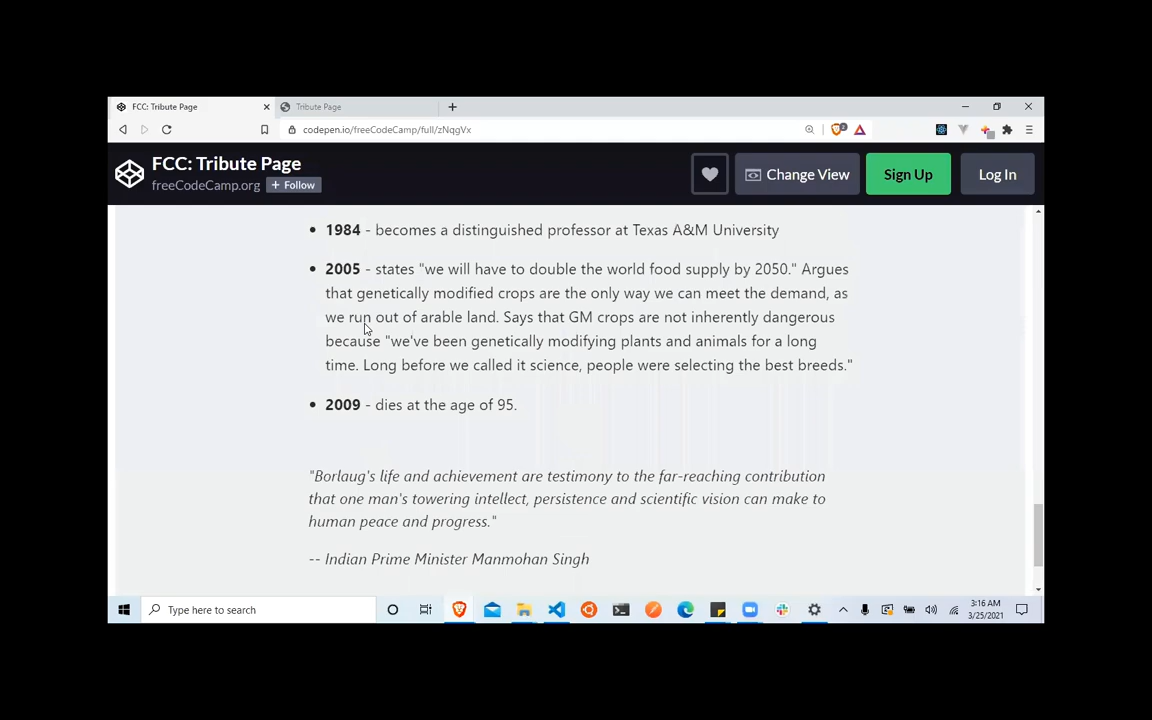 FCC: Tribute Page
Tribute Page
codepen.io/freeCodeCamp/full/zNqgVx
2
FCC: Tribute Page
freeCodeCamp.org + Follow
Change View
Sign Up
Log In
• 1984 - becomes a distinguished professor at Texas A&M University
• 2005 - states "we will have to double the world food supply by 2050." Argues
that genetically modified crops are the only way we can meet the demand, as
we run out of arable land. Says that GM crops are not inherently dangerous
because "we've been genetically modifying plants and animals for a long
time. Long before we called it science, people were selecting the best breeds."
• 2009 - dies at the age of 95.
"Borlaug's life and achievement are testimony to the far-reaching contribution
that one man's towering intellect, persistence and scientific vision can make to
human peace and progress."
-- Indian Prime Minister Manmohan Singh
Type here to search
3:16 AM
3/25/2021